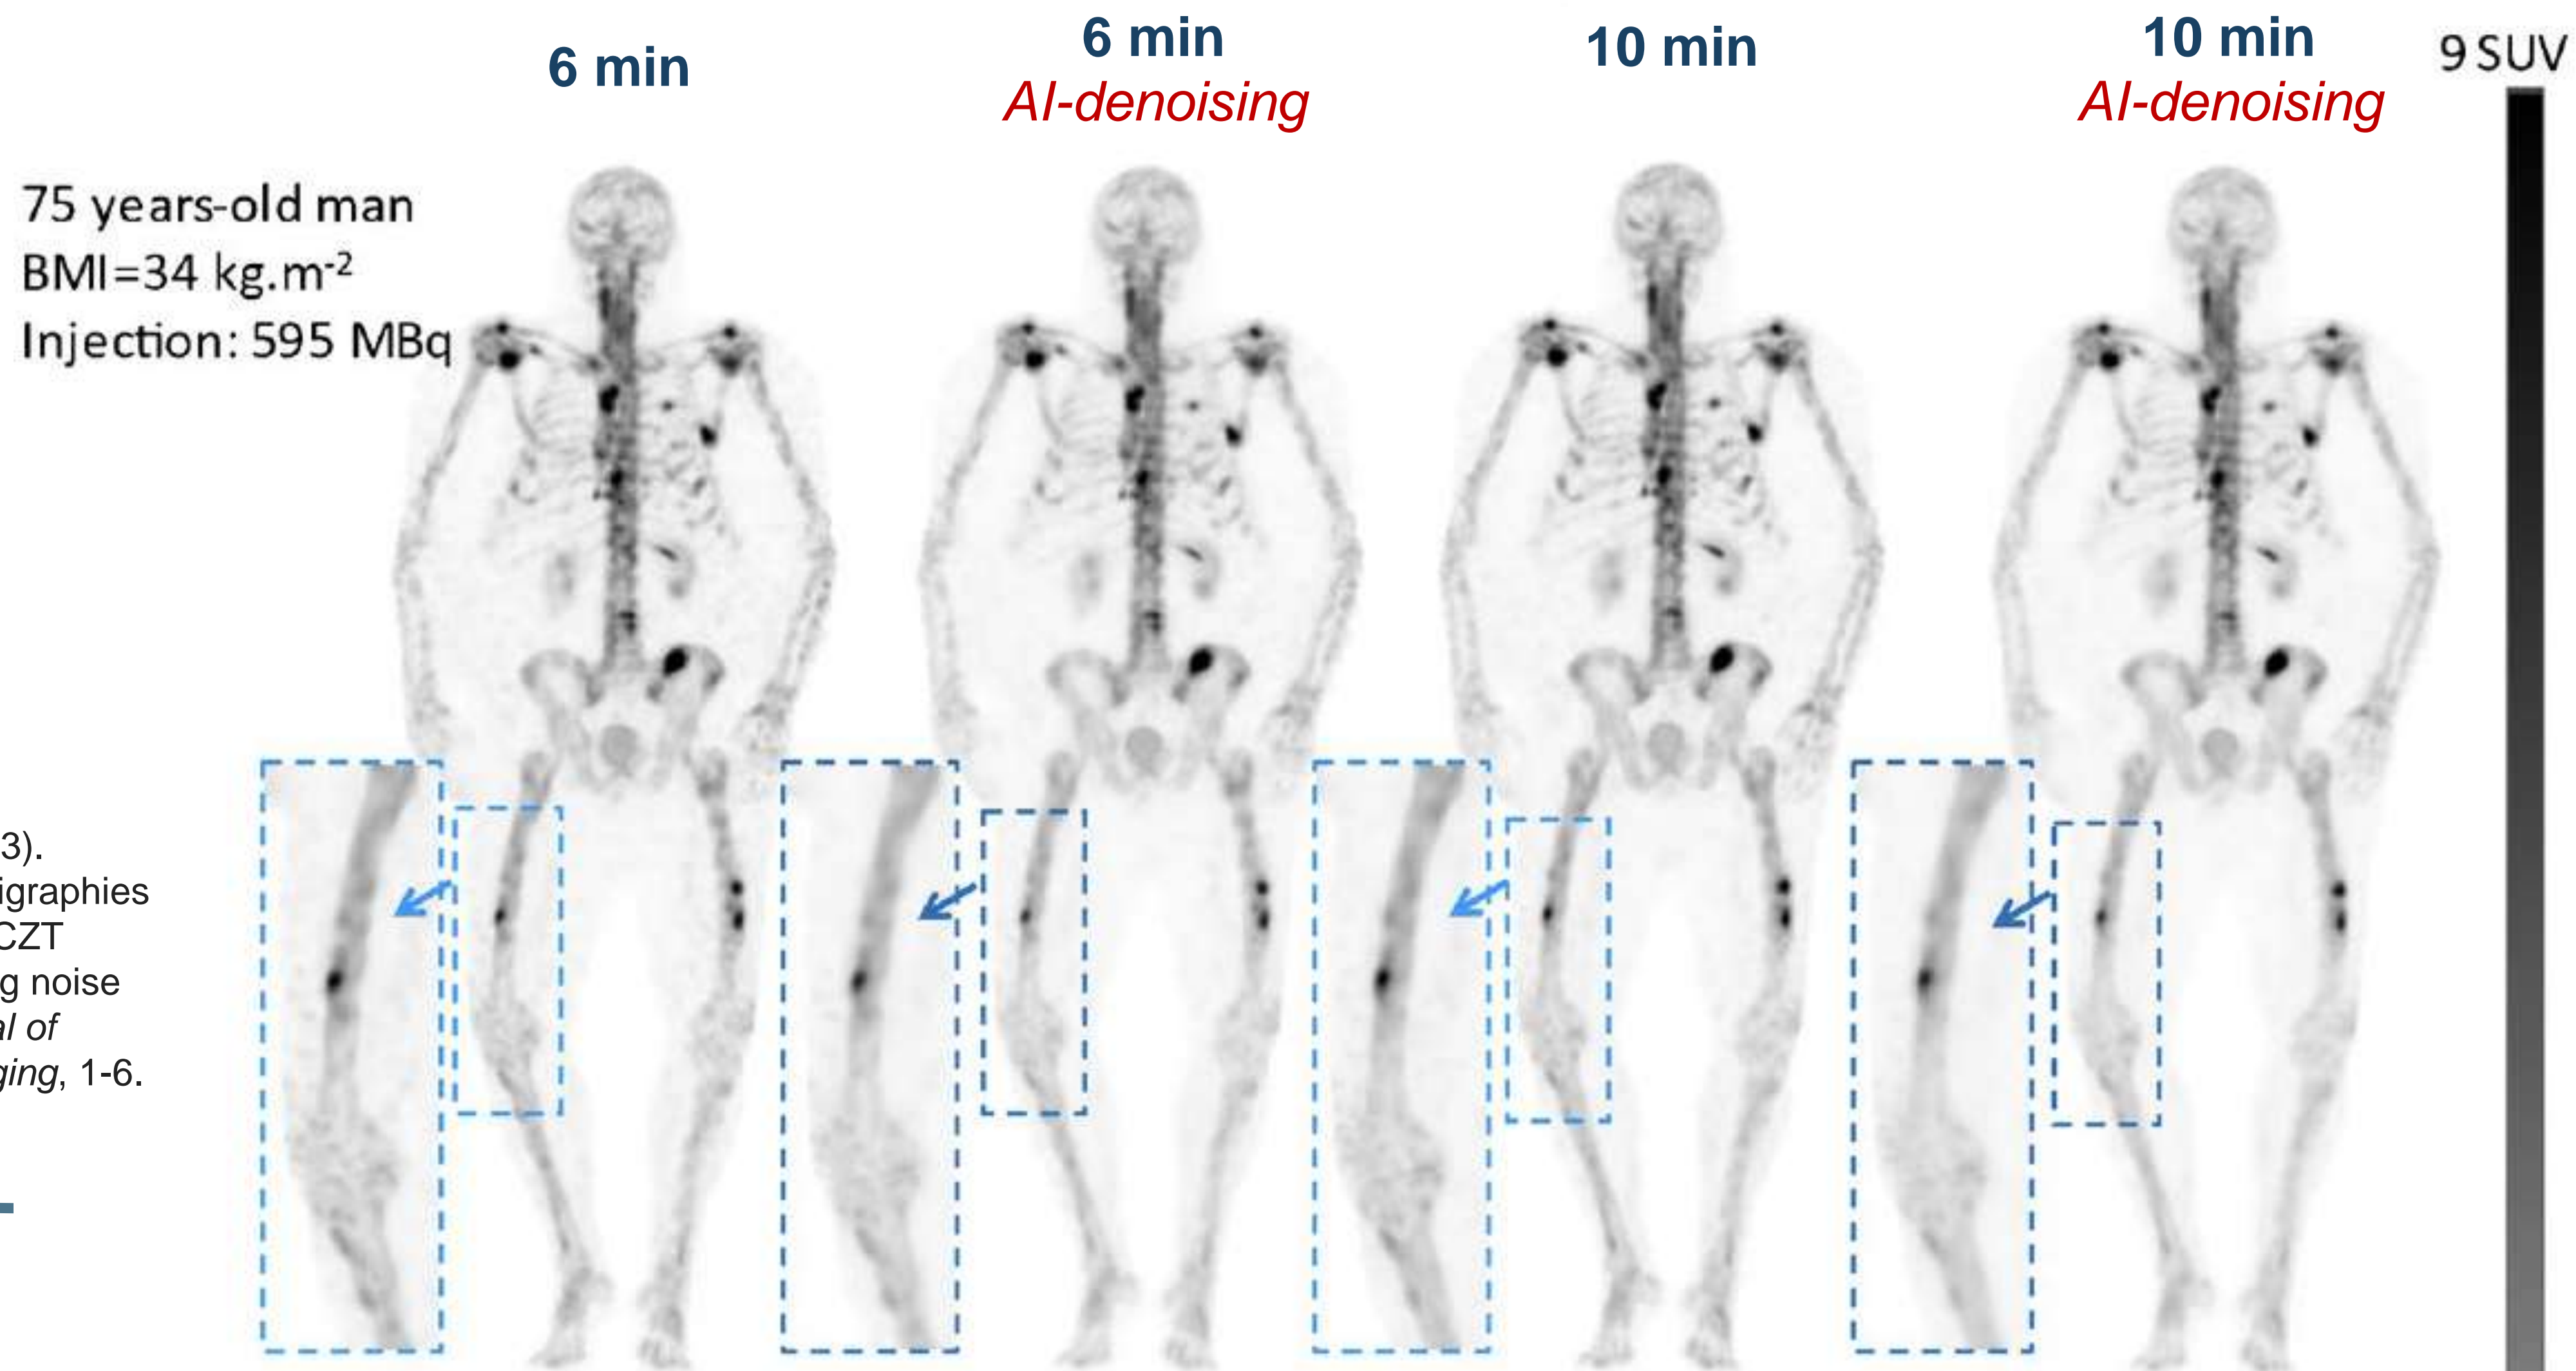 6 min
6 min
AI-denoising
10 min
10 min
AI-denoising
9 SUV
75 years-old man
BMI=34 kg.m⁻²
Injection: 595 MBq
3).
igraphies
CZT
g noise
al of
ging, 1-6.